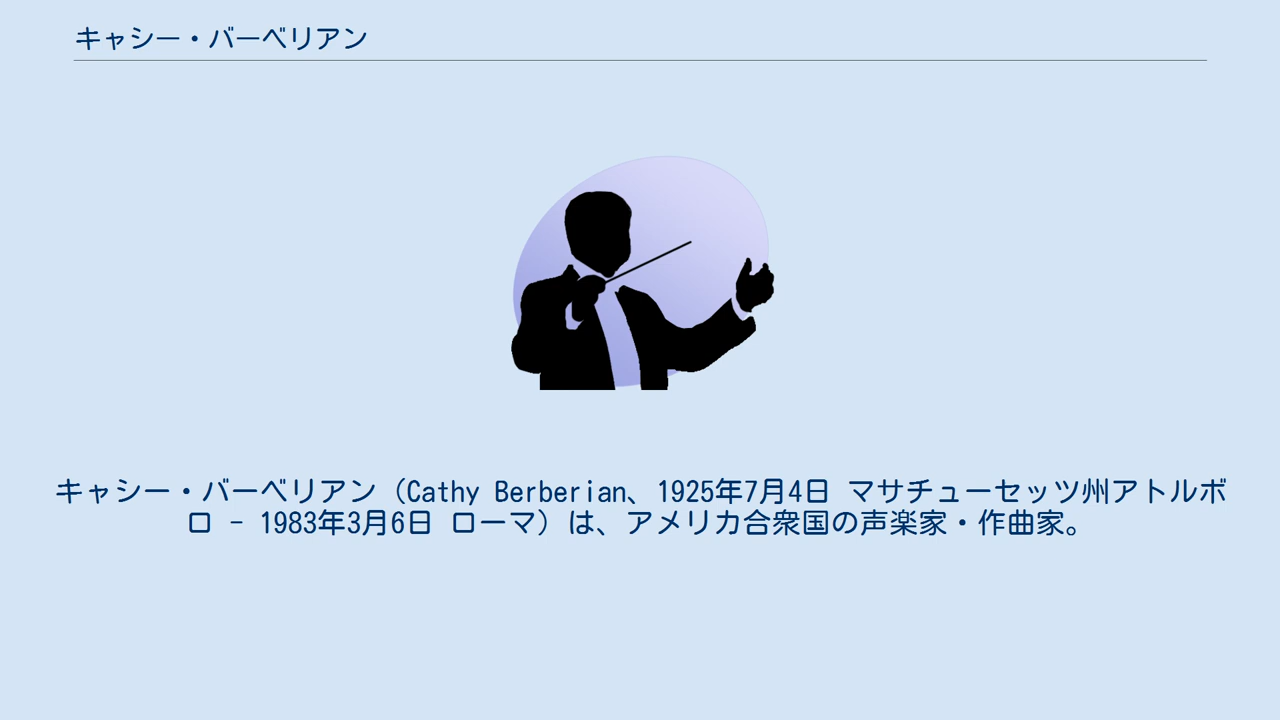 キャシー・バーベリアン
キャシー・バーベリアン（Cathy Berberian、1925年7月4日 マサチューセッツ州アトルボ
ロ - 1983年3月6日 ローマ）は、アメリカ合衆国の声楽家・作曲家。